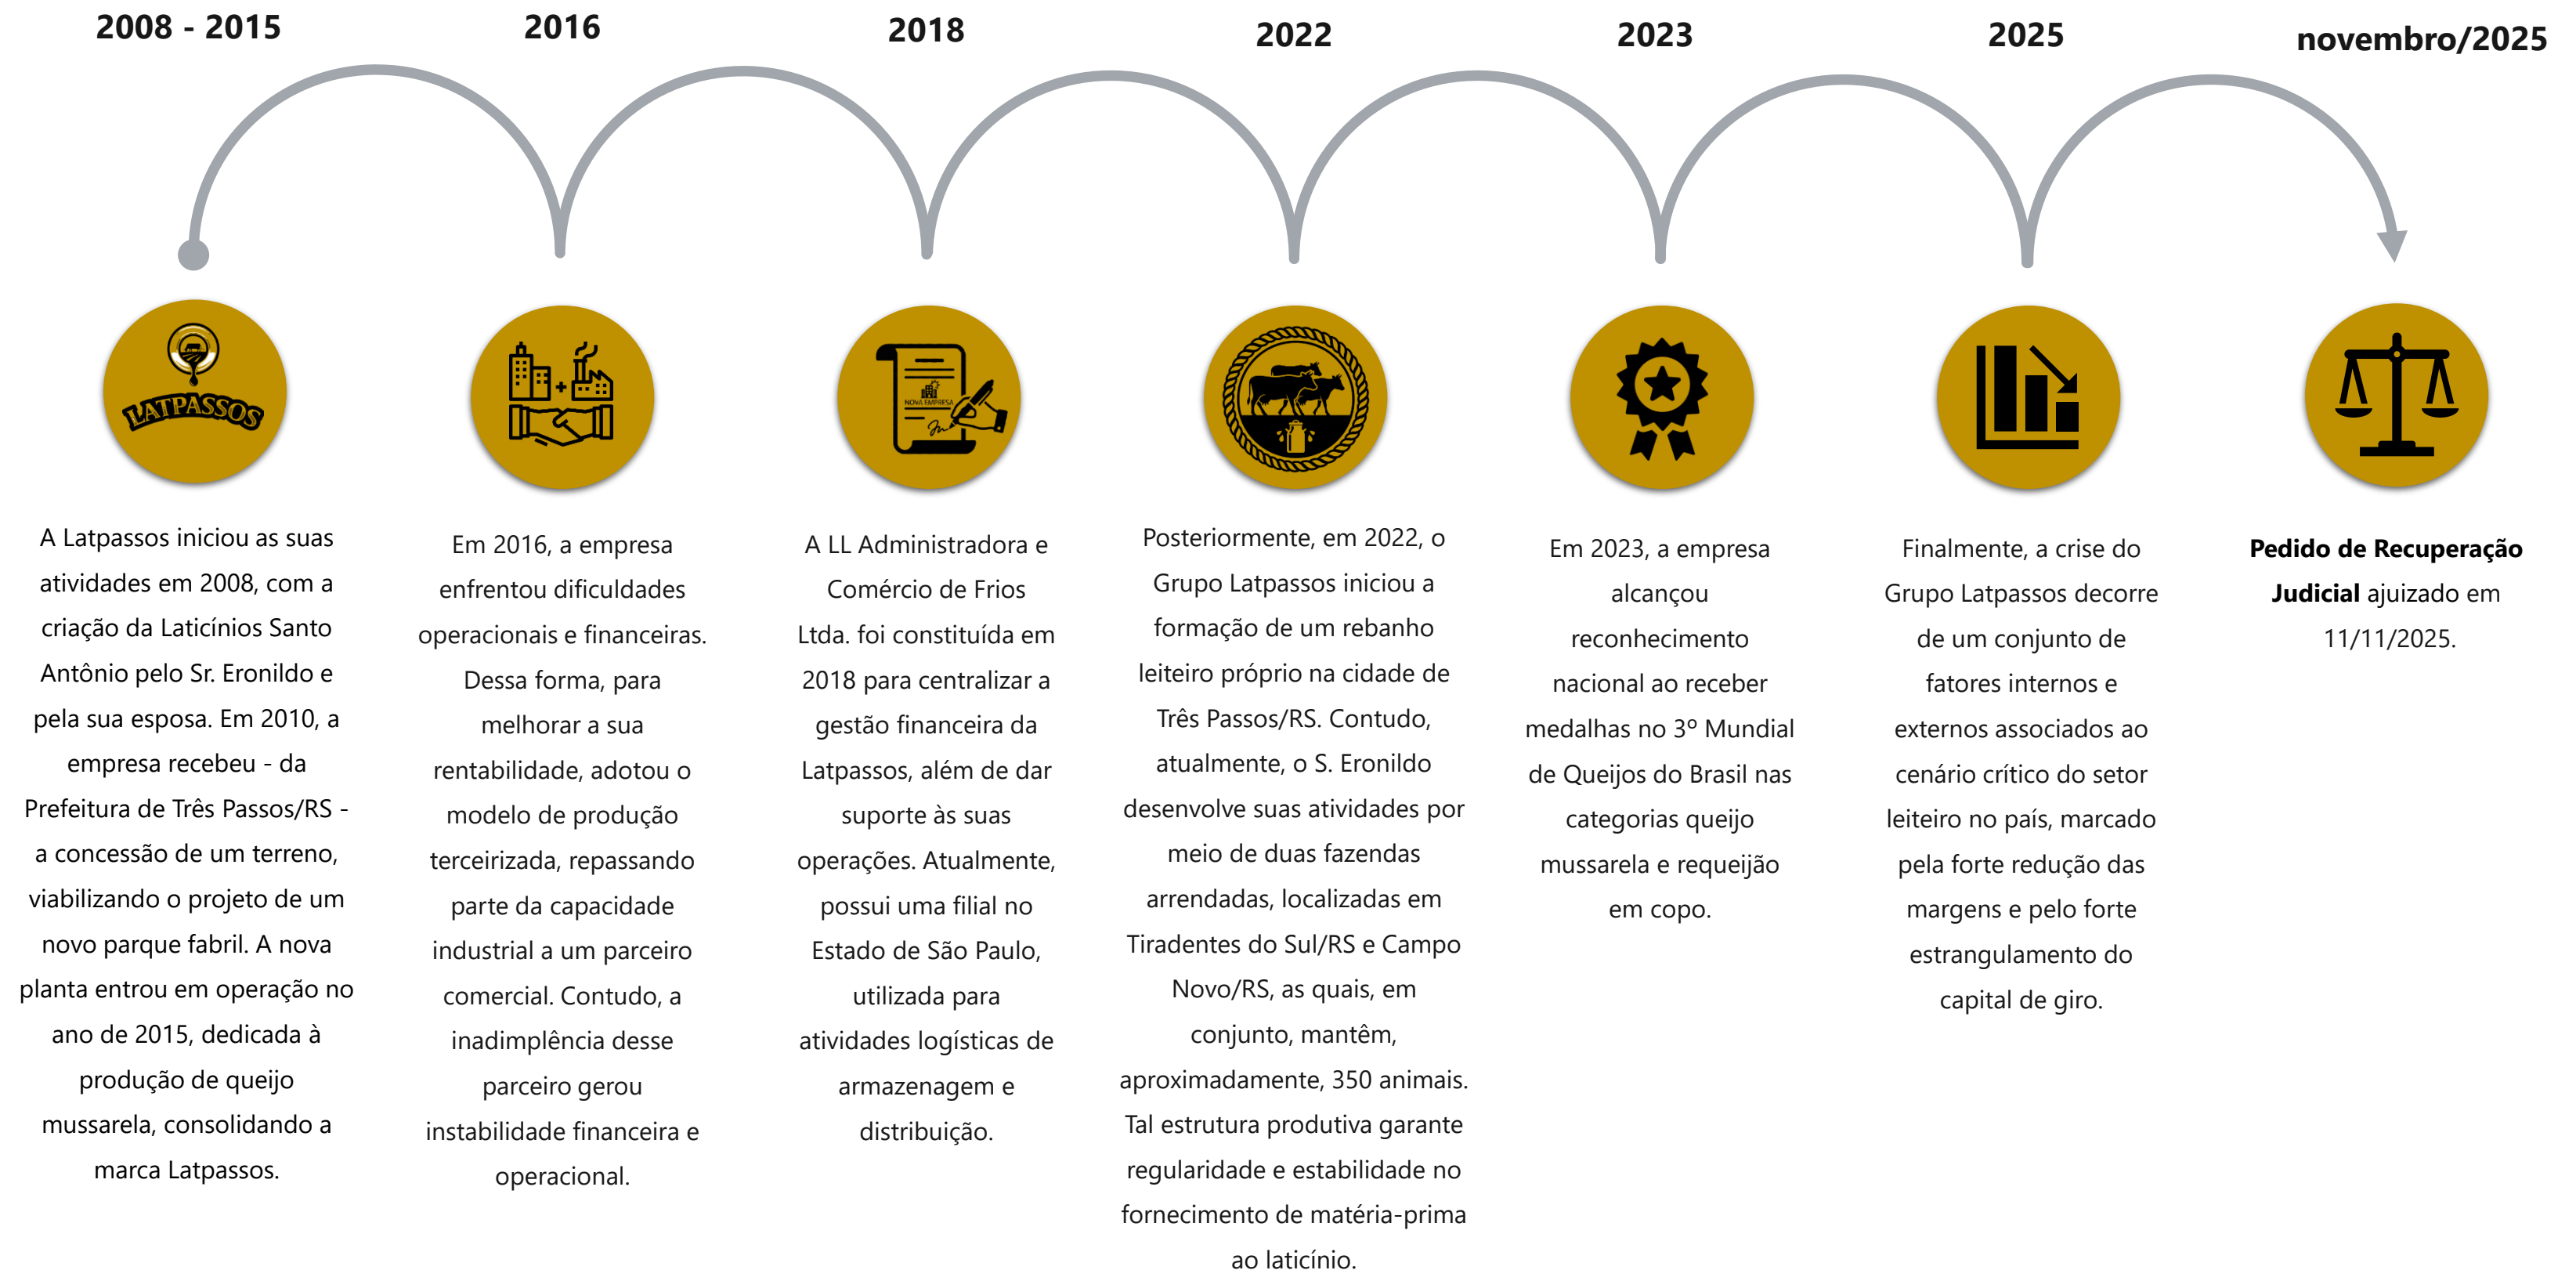 2008 - 2015
2016
2018
2022
2023
2025
novembro/2025
LATPASSOS
NOVA EMPRESA
A Latpassos iniciou as suas
atividades em 2008, com a
criação da Laticínios Santo
Antônio pelo Sr. Eronildo e
pela sua esposa. Em 2010, a
empresa recebeu - da
Prefeitura de Três Passos/RS -
a concessão de um terreno,
viabilizando o projeto de um
novo parque fabril. A nova
planta entrou em operação no
ano de 2015, dedicada à
produção de queijo
mussarela, consolidando a
marca Latpassos.
Em 2016, a empresa
enfrentou dificuldades
operacionais e financeiras.
Dessa forma, para
melhorar a sua
rentabilidade, adotou o
modelo de produção
terceirizada, repassando
parte da capacidade
industrial a um parceiro
comercial. Contudo, a
inadimplência desse
parceiro gerou
instabilidade financeira e
operacional.
A LL Administradora e
Comércio de Frios
Ltda. foi constituída em
2018 para centralizar a
gestão financeira da
Latpassos, além de dar
suporte às suas
operações. Atualmente,
possui uma filial no
Estado de São Paulo,
utilizada para
atividades logísticas de
armazenagem e
distribuição.
Posteriormente, em 2022, o
Grupo Latpassos iniciou a
formação de um rebanho
leiteiro próprio na cidade de
Três Passos/RS. Contudo,
atualmente, o S. Eronildo
desenvolve suas atividades por
meio de duas fazendas
arrendadas, localizadas em
Tiradentes do Sul/RS e Campo
Novo/RS, as quais, em
conjunto, mantêm,
aproximadamente, 350 animais.
Tal estrutura produtiva garante
regularidade e estabilidade no
fornecimento de matéria-prima
ao laticínio.
Em 2023, a empresa
alcançou
reconhecimento
nacional ao receber
medalhas no 3º Mundial
de Queijos do Brasil nas
categorias queijo
mussarela e requeijão
em copo.
Finalmente, a crise do
Grupo Latpassos decorre
de um conjunto de
fatores internos e
externos associados ao
cenário crítico do setor
leiteiro no país, marcado
pela forte redução das
margens e pelo forte
estrangulamento do
capital de giro.
Pedido de Recuperação
Judicial ajuizado em
11/11/2025.